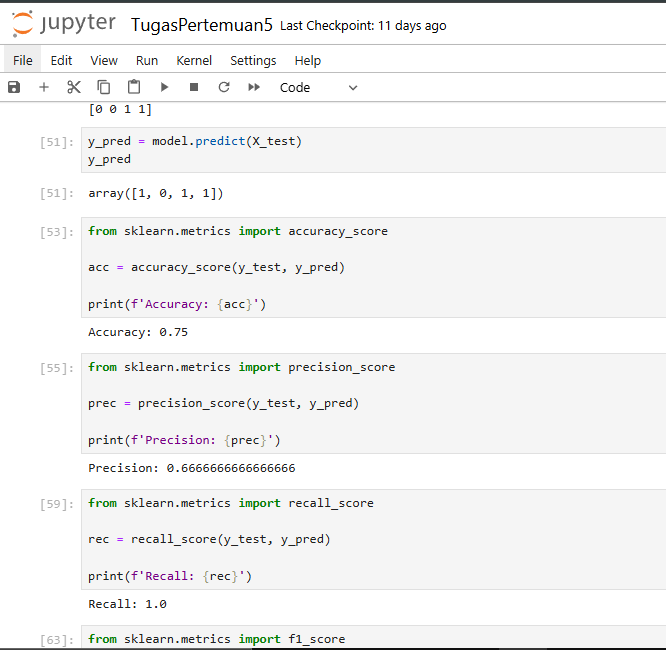 jupyter TugasPertemuan5 Last Checkpoint: 11 days ago
File Edit View Run Kernel Settings Help
Code
[0 0 1 1]
[51]: y_pred = model.predict(X_test)
y_pred
[51]: array([1, 0, 1, 1])
[53]: from sklearn.metrics import accuracy_score
acc = accuracy_score(y_test, y_pred)
print(f'Accuracy: {acc}')
Accuracy: 0.75
[55]: from sklearn.metrics import precision_score
prec = precision_score(y_test, y_pred)
print(f'Precision: {prec}')
Precision: 0.6666666666666666
[59]: from sklearn.metrics import recall_score
rec = recall_score(y_test, y_pred)
print(f'Recall: {rec}')
Recall: 1.0
[63]: from sklearn.metrics import f1_score